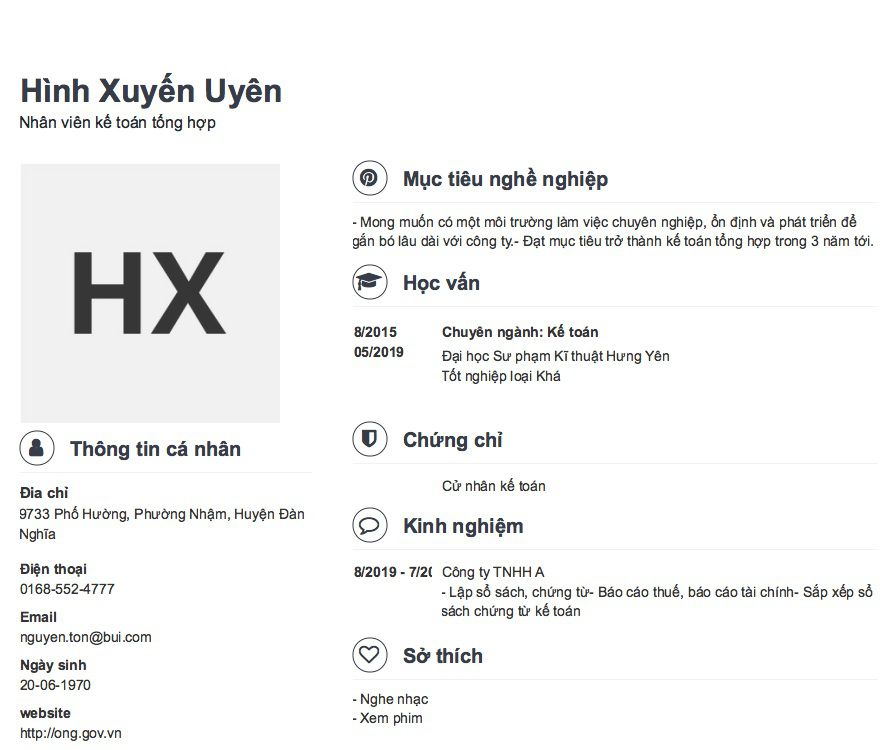 Hình Xuyến Uyên
Nhân viên kế toán tổng hợp
HX
Thông tin cá nhân
Đia chỉ
9733 Phố Hường, Phường Nhậm, Huyện Đàn
Nghĩa
Điện thoại
0168-552-4777
Email
nguyen.ton@bui.com
Ngày sinh
20-06-1970
website
http://ong.gov.vn
Mục tiêu nghề nghiệp
- Mong muốn có một môi trường làm việc chuyên nghiệp, ổn định và phát triển để
gắn bó lâu dài với công ty.- Đạt mục tiêu trở thành kế toán tổng hợp trong 3 năm tới.
Học vấn
8/2015
05/2019
Chuyên ngành: Kế toán
Đại học Sư phạm Kĩ thuật Hưng Yên
Tốt nghiệp loại Khá
Chứng chỉ
Cử nhân kế toán
Kinh nghiệm
8/2019 - 7/20
Công ty TNHH A
- Lập sổ sách, chứng từ- Báo cáo thuế, báo cáo tài chính- Sắp xếp sổ
sách chứng từ kế toán
Sở thích
- Nghe nhạc
- Xem phim